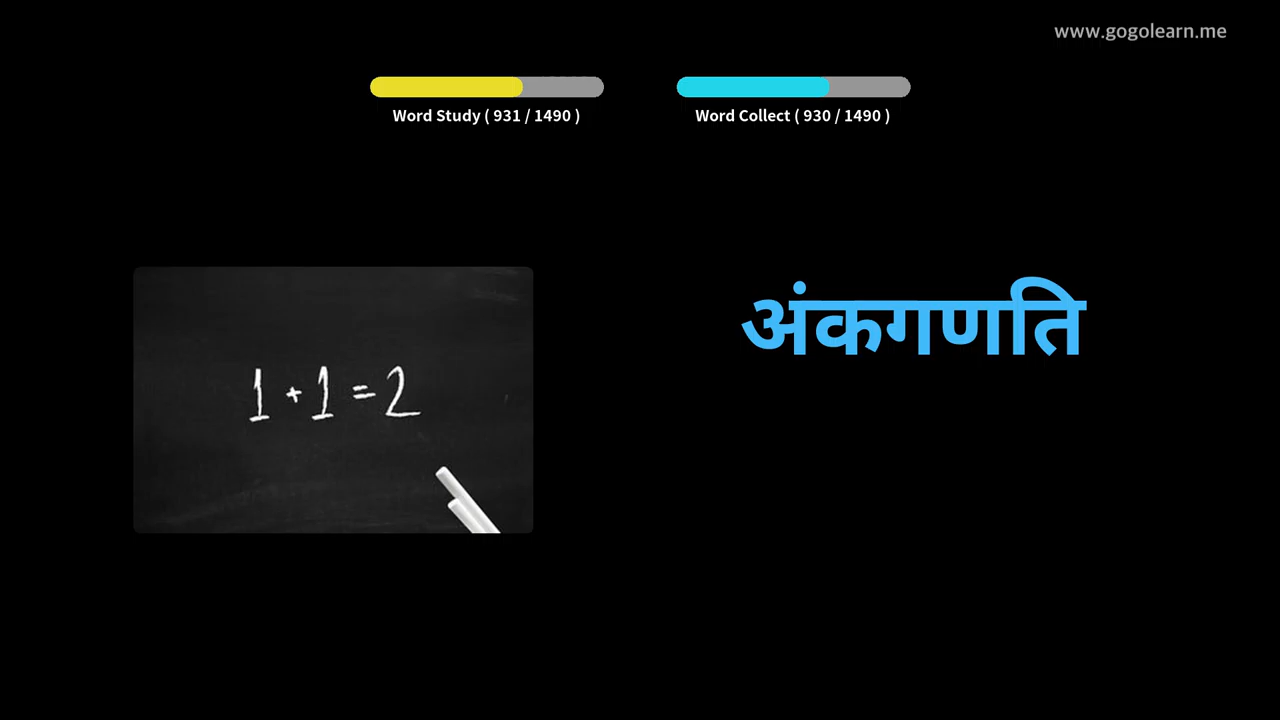 www.gogolearn.me
Word Study ( 931 / 1490 )
Word Collect ( 930 / 1490 )
अंकगणति
1 + 1 = 2